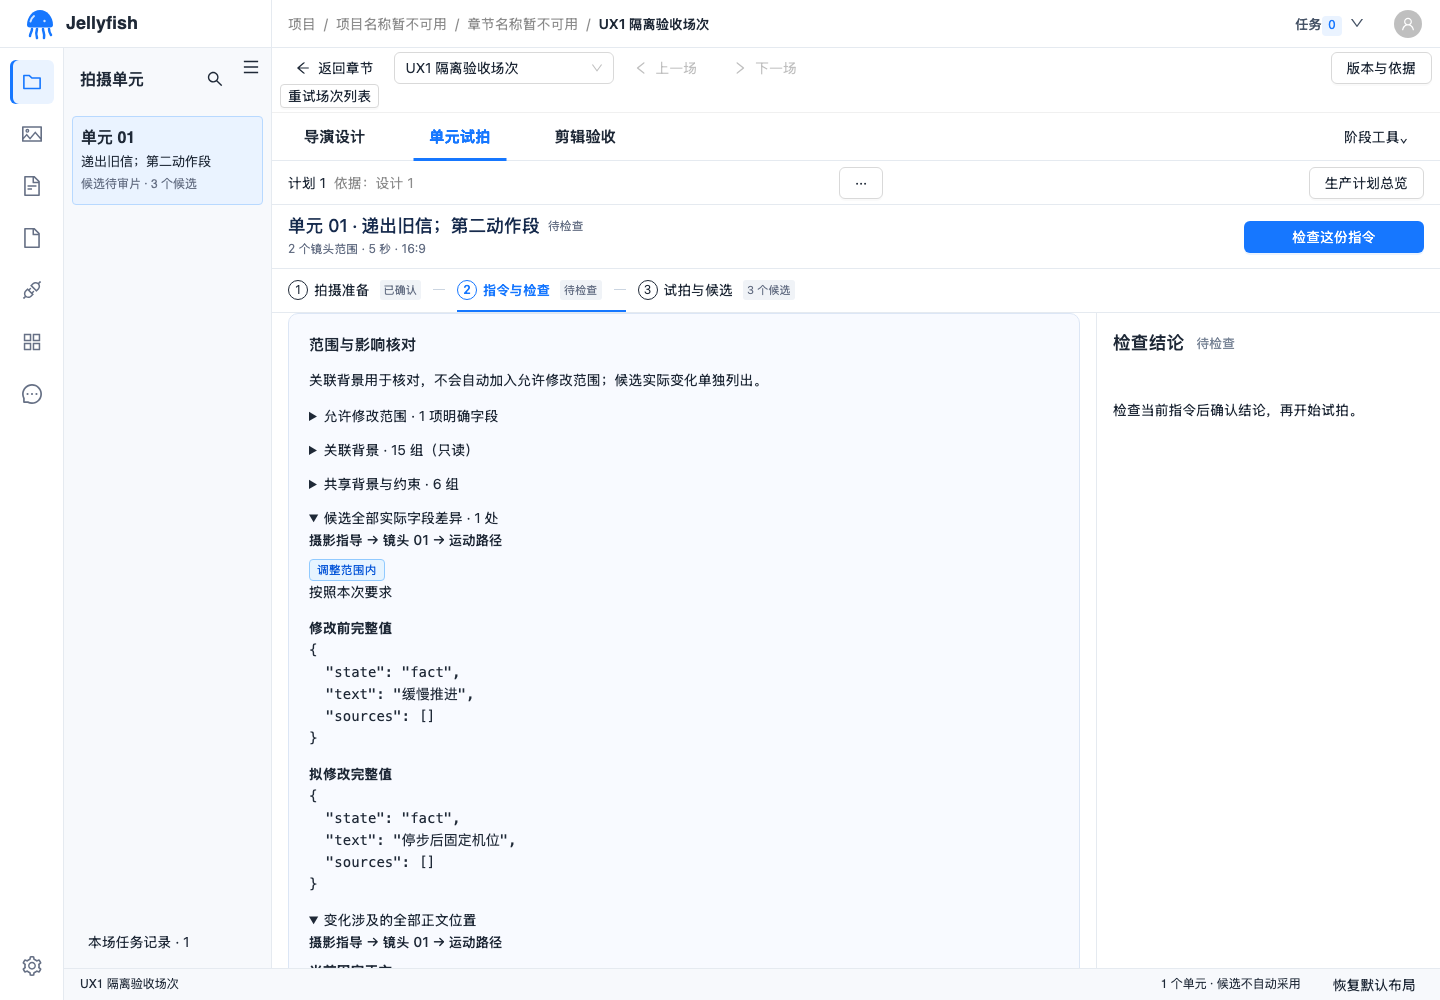 Jellyfish
项目 / 项目名称暂不可用 / 章节名称暂不可用 / UX1 隔离验收场次
任务 0
拍摄单元
返回章节
UX1 隔离验收场次
上一场
下一场
版本与依据
重试场次列表
单元 01
递出旧信；第二动作段
候选待审片 · 3 个候选
导演设计
单元试拍
剪辑验收
阶段工具
计划 1 依据：设计 1
...
生产计划总览
单元 01 · 递出旧信；第二动作段 待检查
2 个镜头范围 · 5 秒 · 16:9
检查这份指令
1 拍摄准备 已确认
2 指令与检查 待检查
3 试拍与候选 3 个候选
范围与影响核对
关联背景用于核对，不会自动加入允许修改范围；候选实际变化单独列出。
允许修改范围 · 1 项明确字段
关联背景 · 15 组（只读）
共享背景与约束 · 6 组
候选全部实际字段差异 · 1 处
摄影指导 → 镜头 01 → 运动路径
调整范围内
按照本次要求
修改前完整值
{
"state": "fact",
"text": "缓慢推进",
"sources": []
}
拟修改完整值
{
"state": "fact",
"text": "停步后固定机位",
"sources": []
}
变化涉及的全部正文位置
摄影指导 → 镜头 01 → 运动路径
检查结论 待检查
检查当前指令后确认结论，再开始试拍。
本场任务记录 · 1
UX1 隔离验收场次
1 个单元 · 候选不自动采用
恢复默认布局